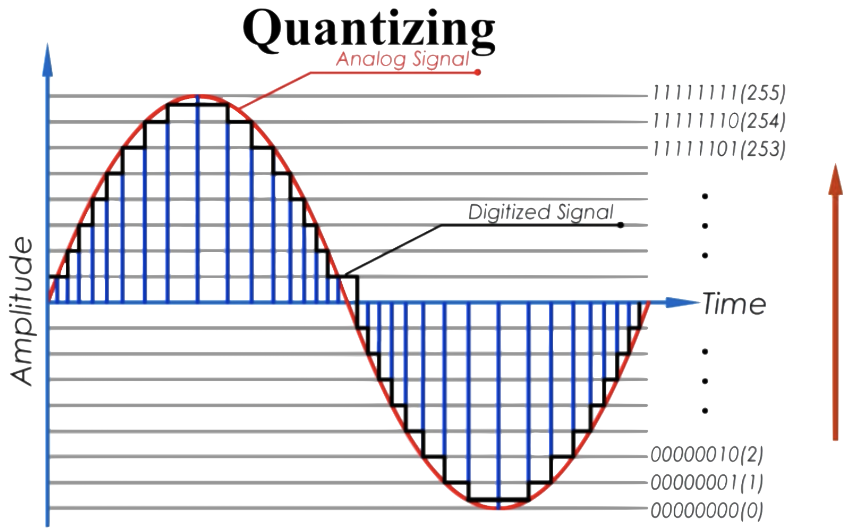 Quantizing
Analog Signal
11111111(255)
11111110(254)
11111101(253)
Digitized Signal
Amplitude
Time
00000010(2)
00000001(1)
00000000(0)